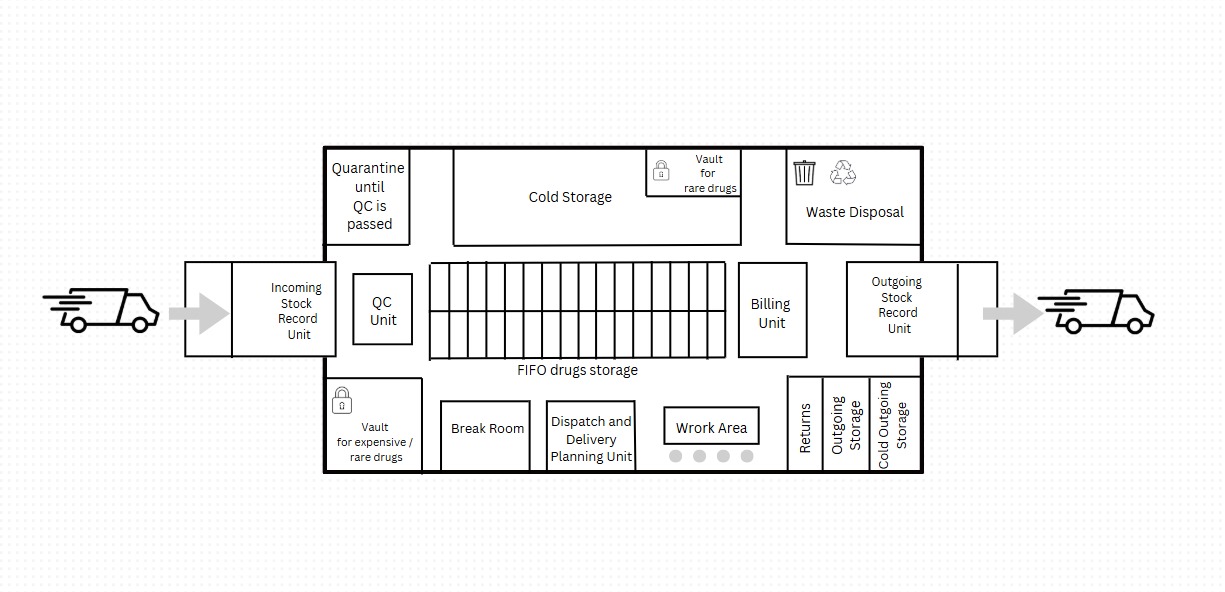 Quarantine
until
QC is
passed
Cold Storage
Vault
for
rare drugs
Waste Disposal
Incoming
Stock
Record
Unit
QC
Unit
Billing
Unit
Outgoing
Stock
Record
Unit
FIFO drugs storage
Vault
for expensive /
rare drugs
Break Room
Dispatch and
Delivery
Planning Unit
Wrork Area
Returns
Outgoing
Storage
Cold Outgoing
Storage